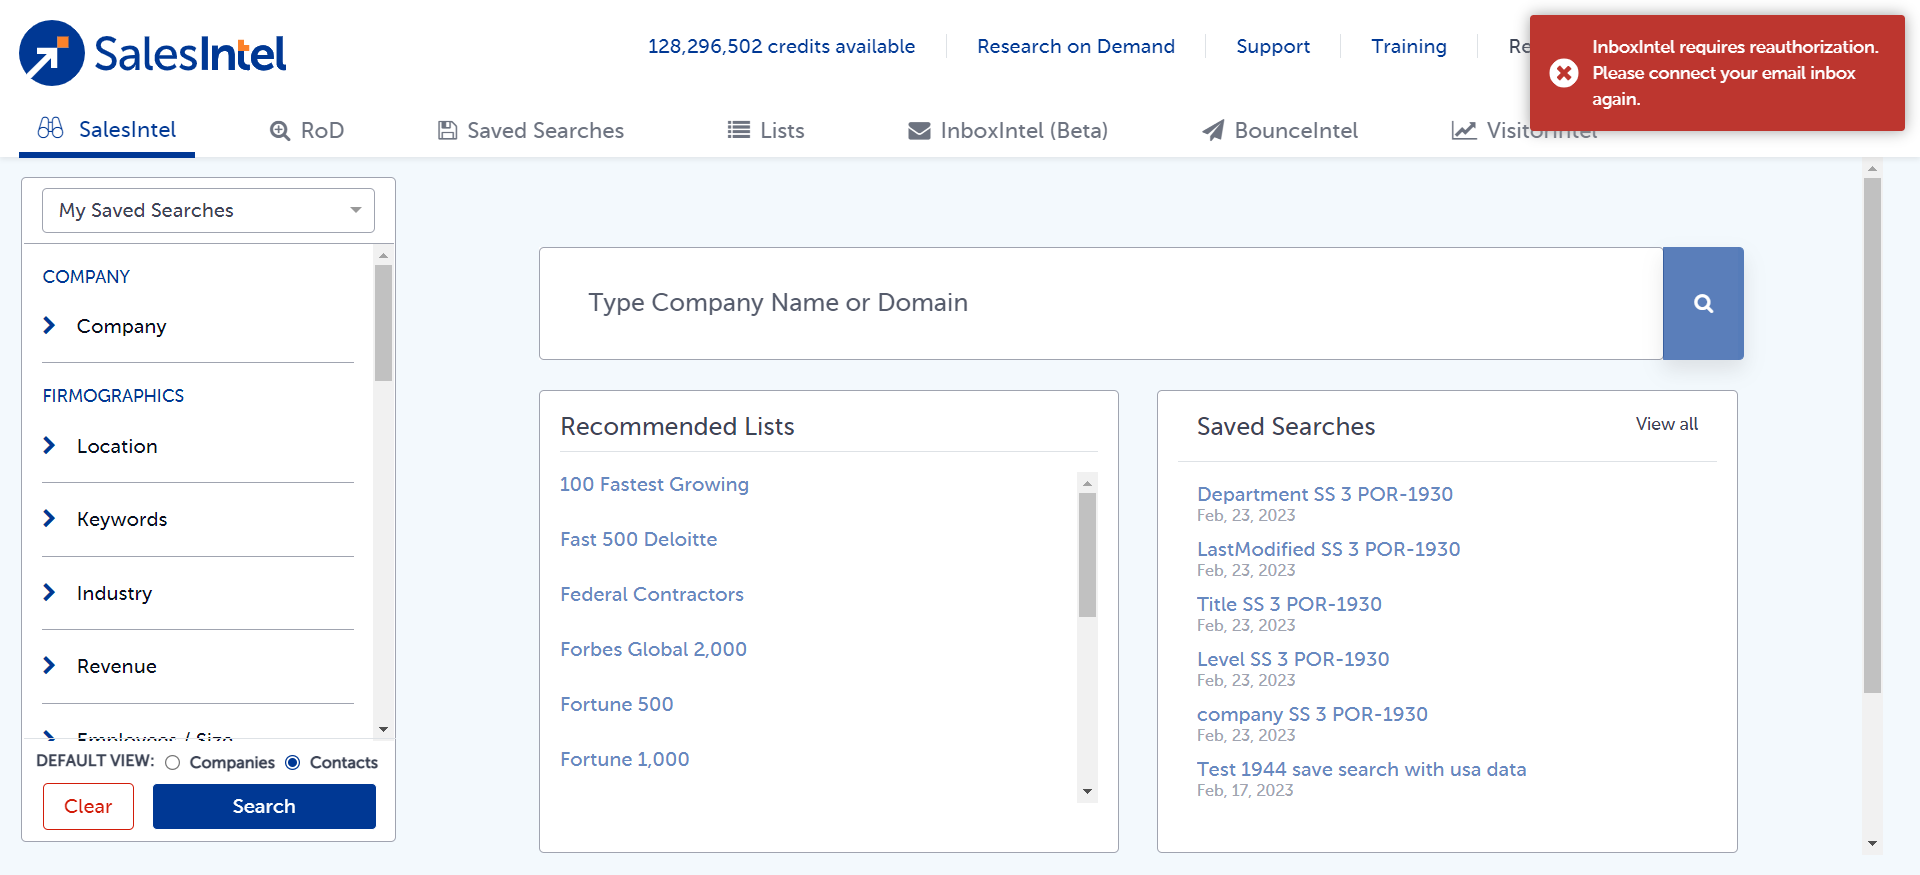 SalesIntel
128,296,502 credits available
Research on Demand
Support
Training
Re
InboxIntel requires reauthorization.
Please connect your email inbox
again.
SalesIntel
RoD
Saved Searches
Lists
InboxIntel (Beta)
BounceIntel
VisitorIntel
My Saved Searches
COMPANY
Company
FIRMOGRAPHICS
Location
Keywords
Industry
Revenue
Employees / Size
DEFAULT VIEW:
Companies
Contacts
Clear
Search
Type Company Name or Domain
Recommended Lists
100 Fastest Growing
Fast 500 Deloitte
Federal Contractors
Forbes Global 2,000
Fortune 500
Fortune 1,000
Saved Searches
View all
Department SS 3 POR-1930
Feb, 23, 2023
LastModified SS 3 POR-1930
Feb, 23, 2023
Title SS 3 POR-1930
Feb, 23, 2023
Level SS 3 POR-1930
Feb, 23, 2023
company SS 3 POR-1930
Feb, 23, 2023
Test 1944 save search with usa data
Feb, 17, 2023